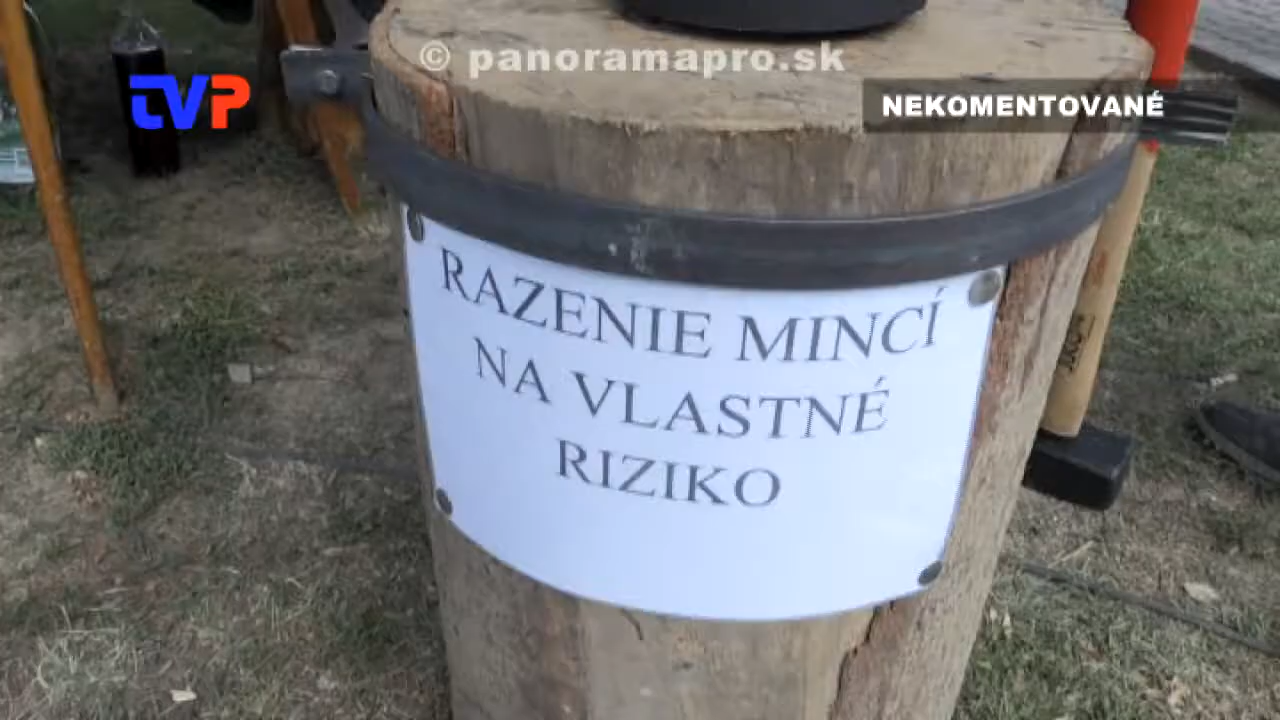 © panoramapro.sk
TVP
NEKOMENTOVANÉ
RAZENIE MINCÍ
NA VLASTNÉ
RIZIKO